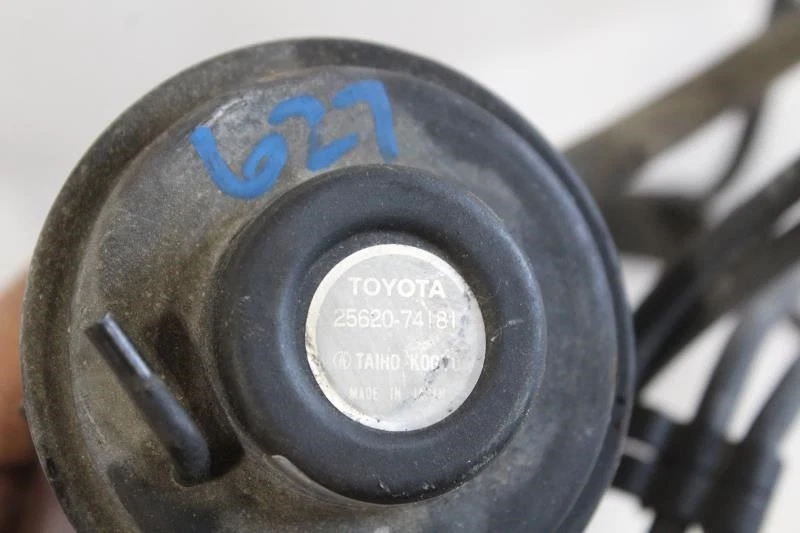 627
TOYOTA
25620-74181
TAIHO KOGYO
MADE IN JAPAN